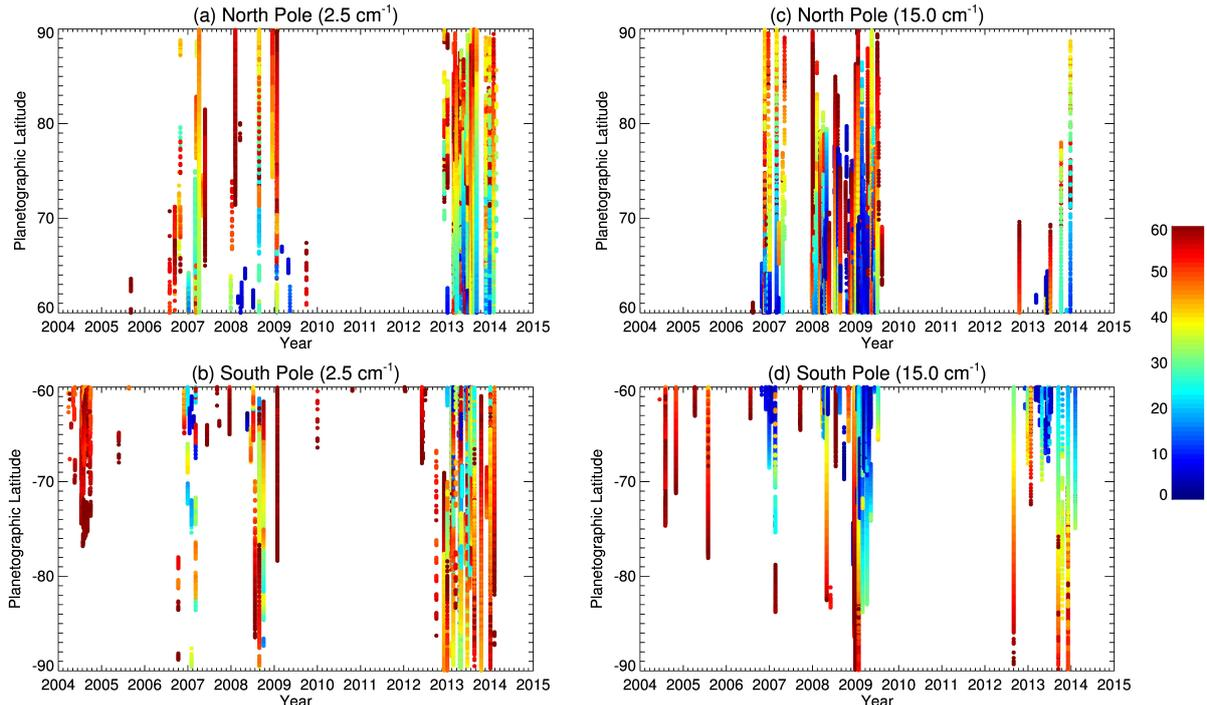 (a) North Pole (2.5 cm⁻¹)
90
80
70
60
Planetographic Latitude
2004 2005 2006 2007 2008 2009 2010 2011 2012 2013 2014 2015
Year
(c) North Pole (15.0 cm⁻¹)
90
80
70
60
Planetographic Latitude
2004 2005 2006 2007 2008 2009 2010 2011 2012 2013 2014 2015
Year
(b) South Pole (2.5 cm⁻¹)
-60
-70
-80
-90
Planetographic Latitude
2004 2005 2006 2007 2008 2009 2010 2011 2012 2013 2014 2015
Year
(d) South Pole (15.0 cm⁻¹)
-60
-70
-80
-90
Planetographic Latitude
2004 2005 2006 2007 2008 2009 2010 2011 2012 2013 2014 2015
Year
60
50
40
30
20
10
0